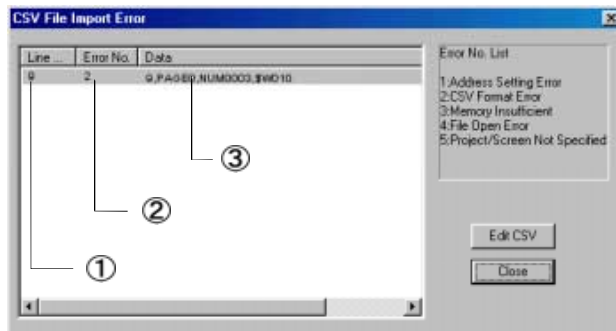 CSV File Import Error
Line ... Error No. Data
9 2 9,PAGE9,NUM0003,$W010
③
②
①
Error No. List
1:Address Setting Error
2:CSV Format Error
3:Memory Insufficient
4:File Open Error
5:Project/Screen Not Specified
Edit CSV
Close